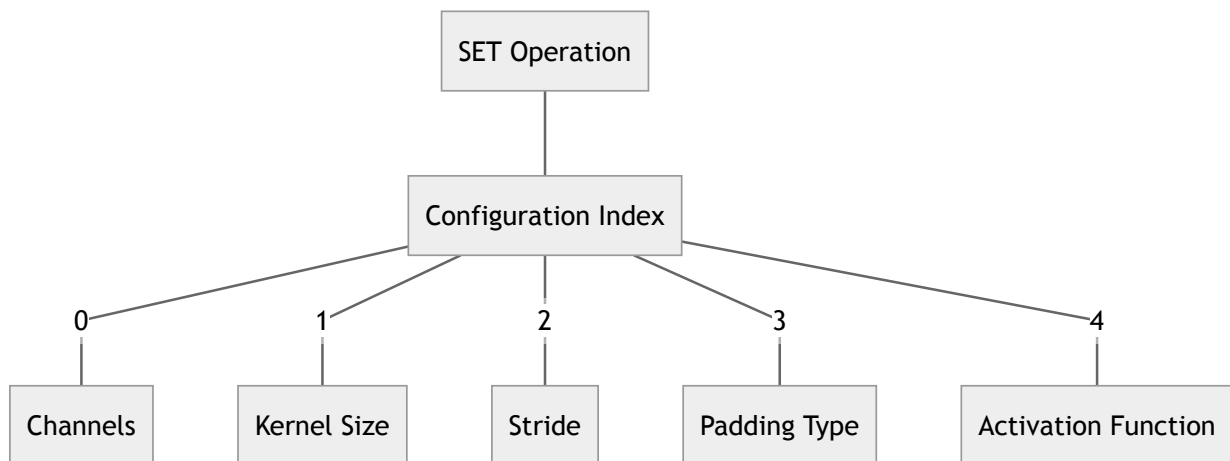 SET Operation
Configuration Index
0
1
2
3
4
Channels
Kernel Size
Stride
Padding Type
Activation Function